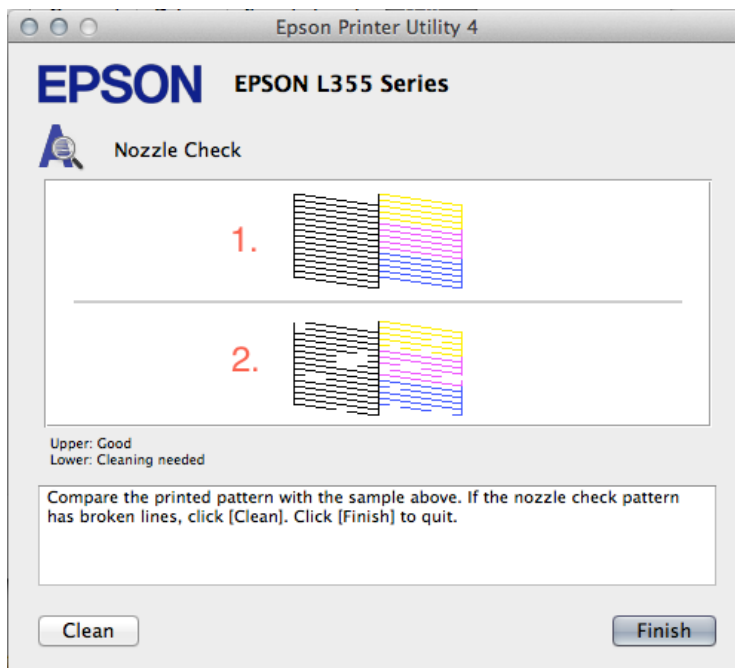 Epson Printer Utility 4
EPSON EPSON L355 Series
Nozzle Check
1.
2.
Upper: Good
Lower: Cleaning needed
Compare the printed pattern with the sample above. If the nozzle check pattern
has broken lines, click [Clean]. Click [Finish] to quit.
Clean Finish